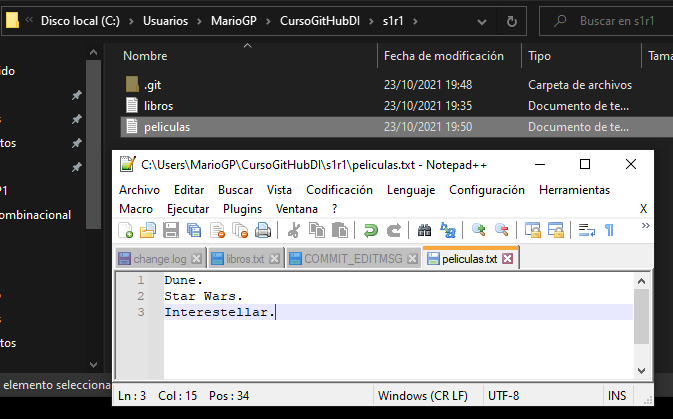 Disco local (C:) > Usuarios > MarioGP > CursoGitHubDI > s1r1 >
Buscar en s1r1
Nombre Fecha de modificación Tipo Tama
ido
.git 23/10/2021 19:48 Carpeta de archivos
libros 23/10/2021 19:35 Documento de te...
peliculas 23/10/2021 19:50 Documento de te...
s
tos
P1
ombinacional
o
s
tos
elemento selecciona
C:\Users\MarioGP\CursoGitHubDI\s1r1\peliculas.txt - Notepad++
Archivo Editar Buscar Vista Codificación Lenguaje Configuración Herramientas
Macro Ejecutar Plugins Ventana ? X
change.log libros.txt COMMIT_EDITMSG peliculas.txt
1 Dune.
2 Star Wars.
3 Interestellar.
Ln : 3 Col : 15 Pos : 34 Windows (CR LF) UTF-8 INS